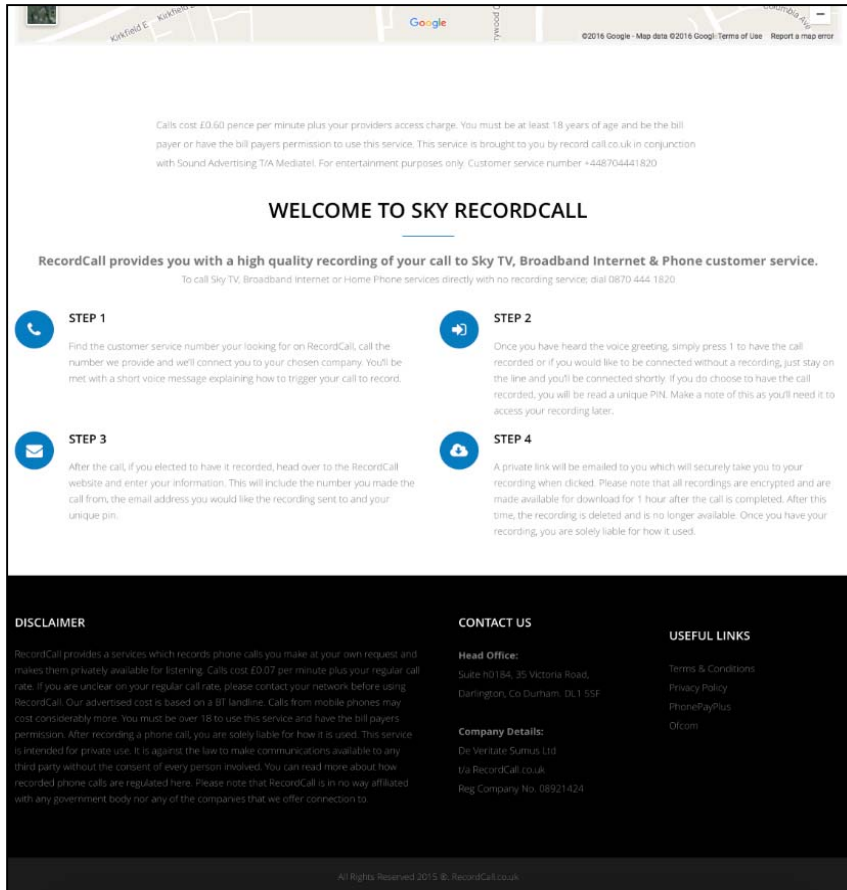 Kirkfield E
Kirkfield
Google
©2016 Google - Map data ©2016 Googl Terms of Use Report a map error
Calls cost £0.60 pence per minute plus your providers access charge. You must be at least 18 years of age and be the bill
payer or have the bill payers permission to use this service. This service is brought to you by record call.co.uk in conjunction
with Sound Advertising T/A Mediatel. For entertainment purposes only. Customer service number +448704441820
WELCOME TO SKY RECORDCALL
RecordCall provides you with a high quality recording of your call to Sky TV, Broadband Internet & Phone customer service.
To call Sky TV, Broadband Internet or Home Phone services directly with no recording service; dial 0870 444 1820
STEP 1
Find the customer service number your looking for on RecordCall, call the
number we provide and we'll connect you to your chosen company. You'll be
met with a short voice message explaining how to trigger your call to record.
STEP 2
Once you have heard the voice greeting, simply press 1 to have the call
recorded or if you would like to be connected without a recording, just stay on
the line and you'll be connected shortly. If you do choose to have the call
recorded, you will be read a unique PIN. Make a note of this as you'll need it to
access your recording later.
STEP 3
After the call, if you elected to have it recorded, head over to the RecordCall
website and enter your information. This will include the number you made the
call from, the email address you would like the recording sent to and your
unique pin.
STEP 4
A private link will be emailed to you which will securely take you to your
recording when clicked. Please note that all recordings are encrypted and are
made available for download for 1 hour after the call is completed. After this
time, the recording is deleted and is no longer available. Once you have your
recording, you are solely liable for how it is used.
DISCLAIMER
RecordCall provides a services which records phone calls you make at your own request and
makes them privately available for listening. Calls cost £0.07 per minute plus your regular call
rate. If you are unclear on your regular call rate, please contact your network before using
RecordCall. Our advertised cost is based on a BT landline. Calls from mobile phones may
cost considerably more. You must be over 18 to use this service and have the bill payers
permission. After recording a phone call, you are solely liable for how it is used. This service
is intended for private use. It is against the law to make communications available to any
third party without the consent of every person involved. You can read more about how
recorded phone calls are regulated here. Please note that RecordCall is in no way affiliated
with any government body nor any of the companies that we offer connection to.
CONTACT US
Head Office:
Suite h0184, 35 Victoria Road,
Darlington, Co Durham. DL1 5SF
Company Details:
De Veritate Sumus Ltd
t/a RecordCall.co.uk
Reg Company No. 08921424
USEFUL LINKS
Terms & Conditions
Privacy Policy
PhonePayPlus
Ofcom
All Rights Reserved 2015 ©. RecordCall.co.uk